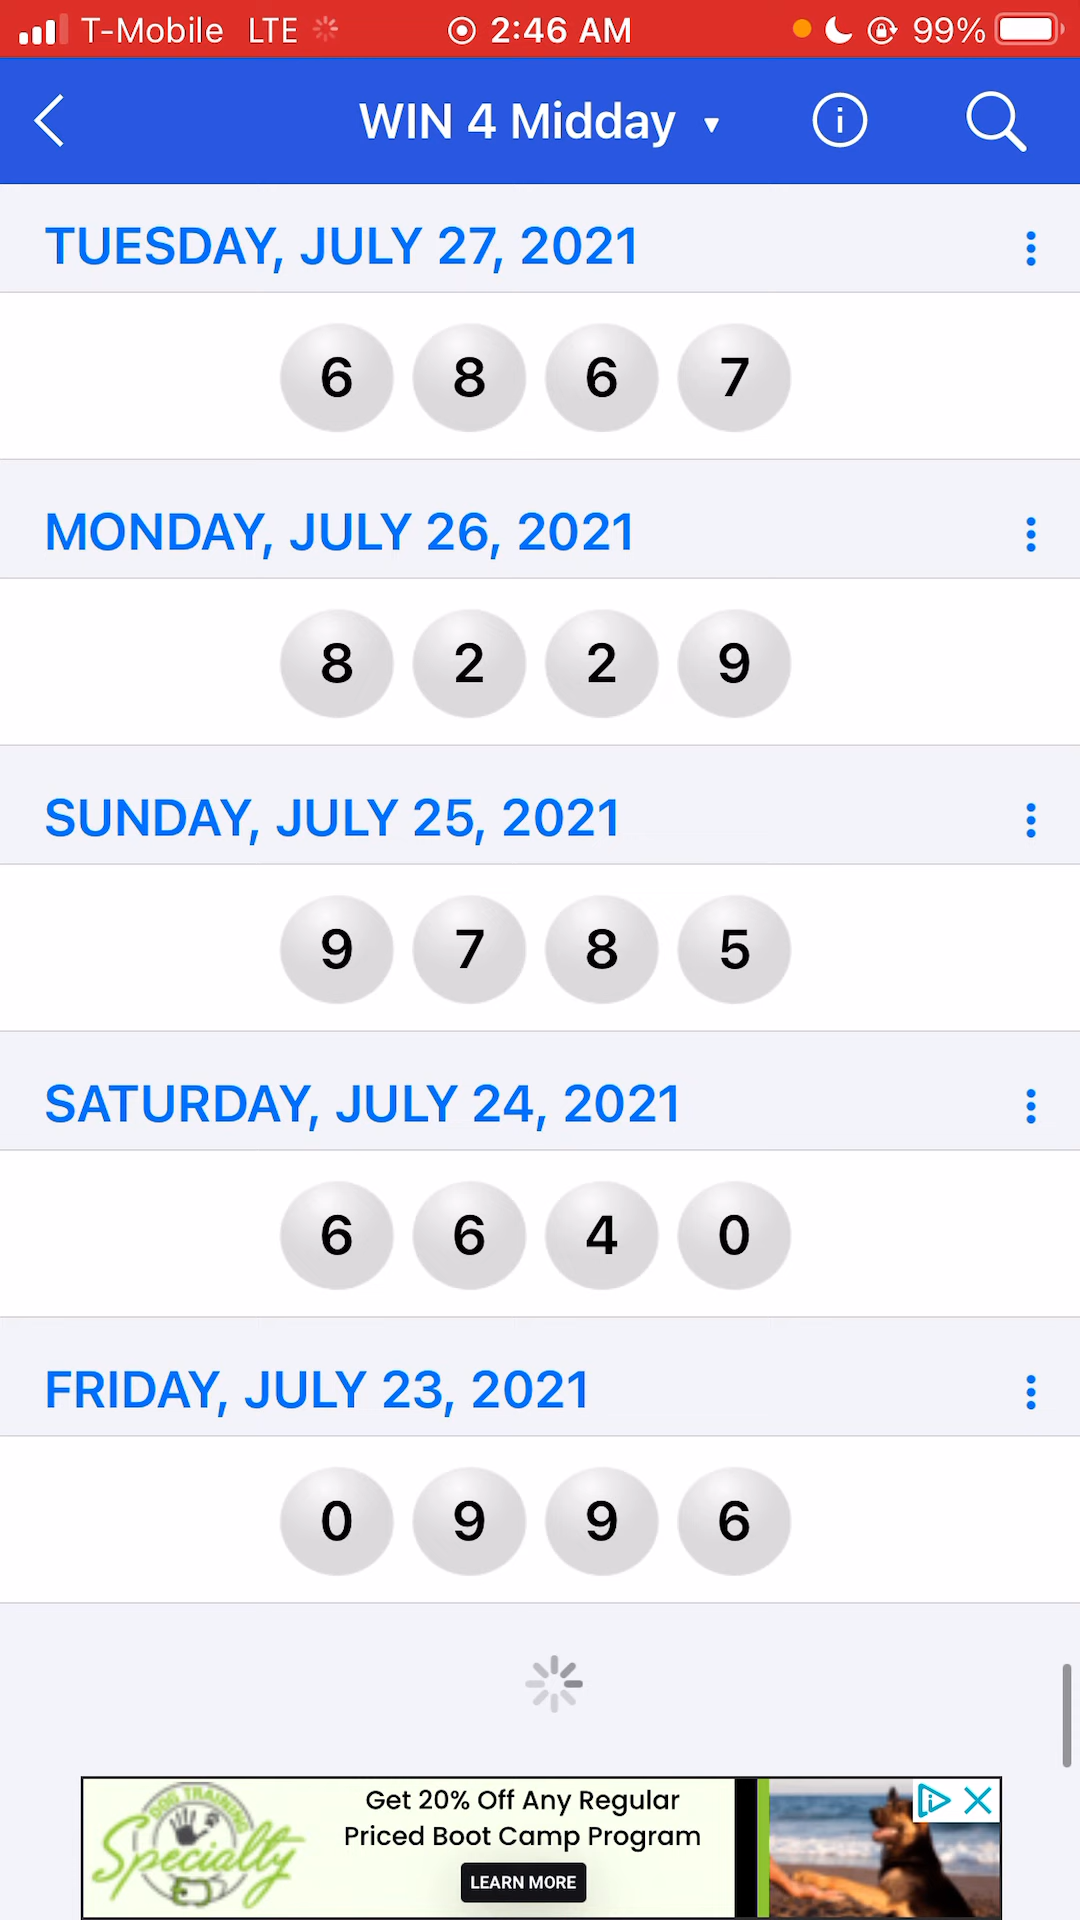 T-Mobile LTE 2:46 AM 99%
WIN 4 Midday
TUESDAY, JULY 27, 2021
6 8 6 7
MONDAY, JULY 26, 2021
8 2 2 9
SUNDAY, JULY 25, 2021
9 7 8 5
SATURDAY, JULY 24, 2021
6 6 4 0
FRIDAY, JULY 23, 2021
0 9 9 6
DOG TRAINING
Specialty
Get 20% Off Any Regular
Priced Boot Camp Program
LEARN MORE